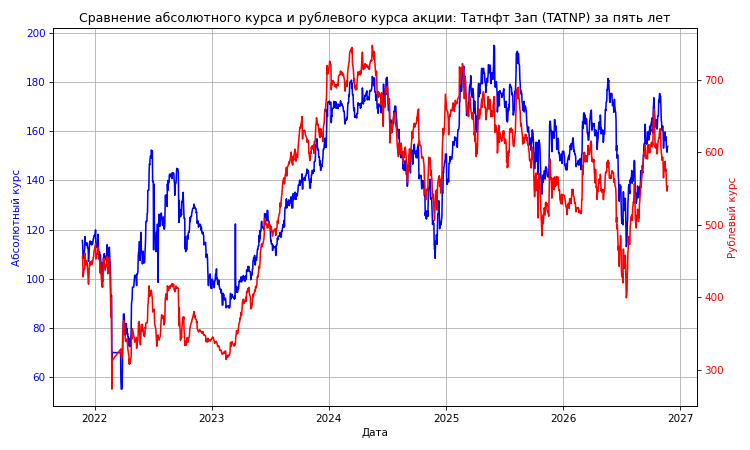 Сравнение абсолютного курса и рублевого курса акции: Татнфт 3ап (TATNP) за пять лет
200
180
160
140
120
100
80
60
Абсолютный курс
700
600
500
400
300
Рублевый курс
2022 2023 2024 2025 2026 2027
Дата